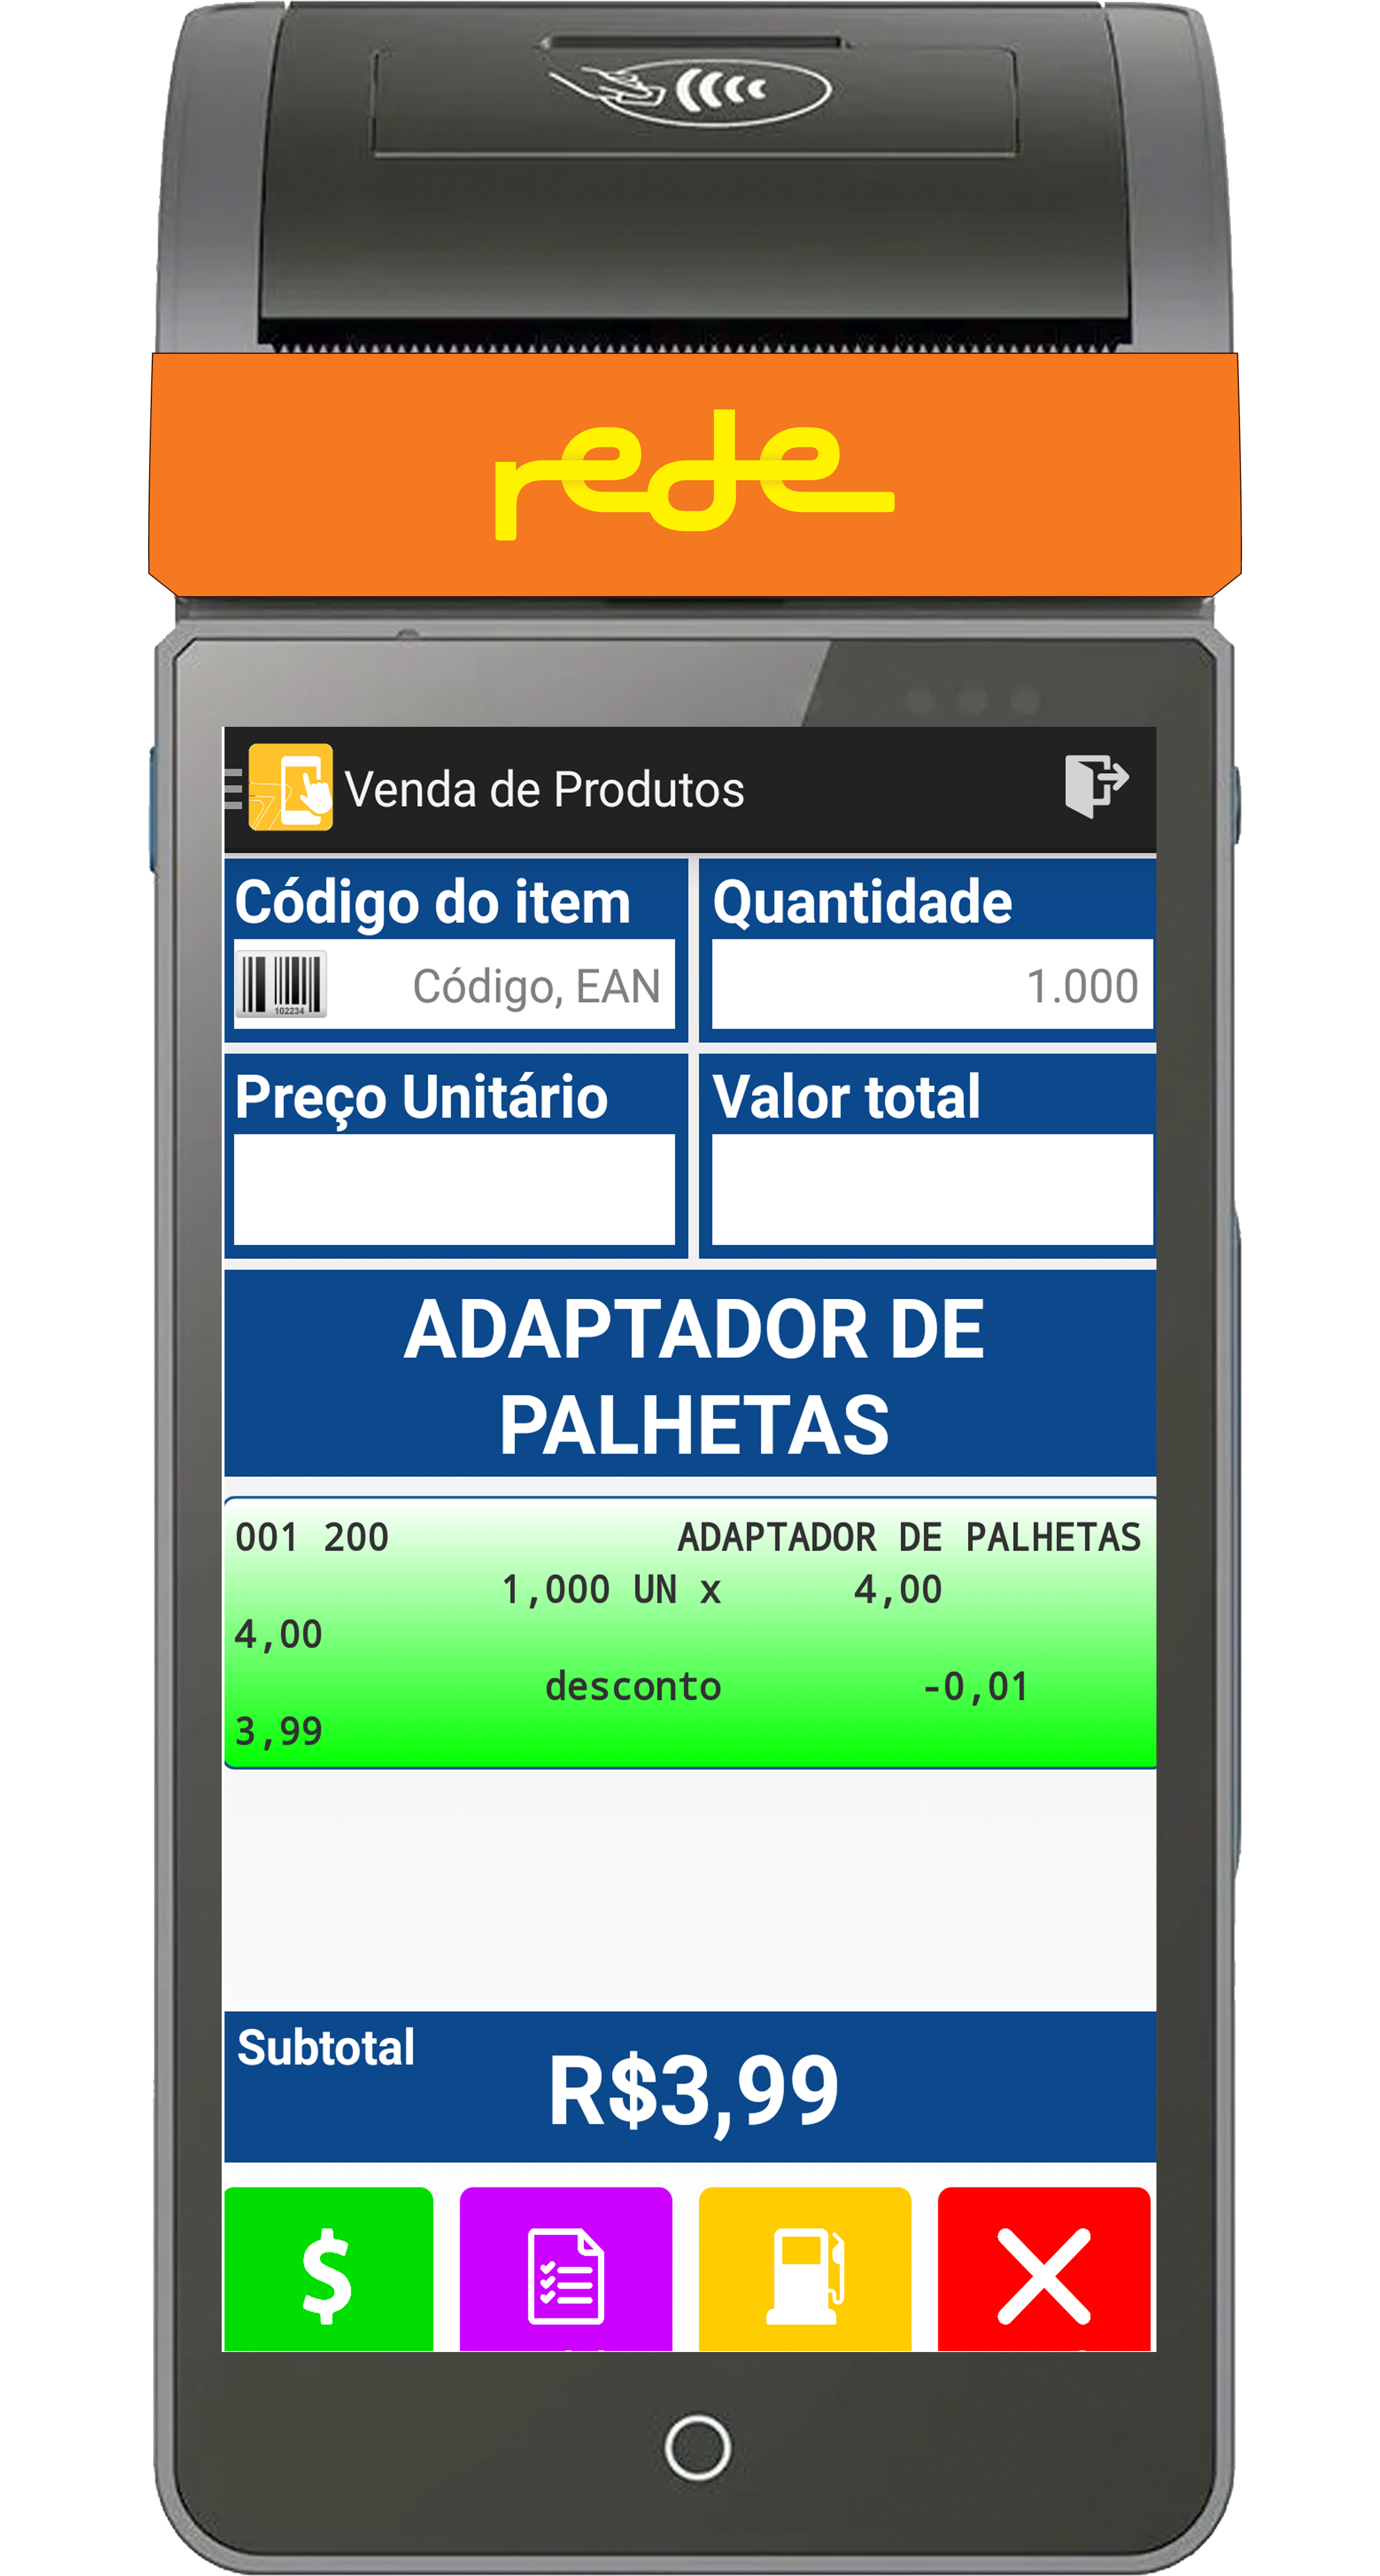 rede
Venda de Produtos
Código do item
Quantidade
102234
Código, EAN
1.000
Preço Unitário
Valor total
ADAPTADOR DE
PALHETAS
001 200 ADAPTADOR DE PALHETAS
1,000 UN x 4,00
4,00
desconto -0,01
3,99
Subtotal
R$3,99
$